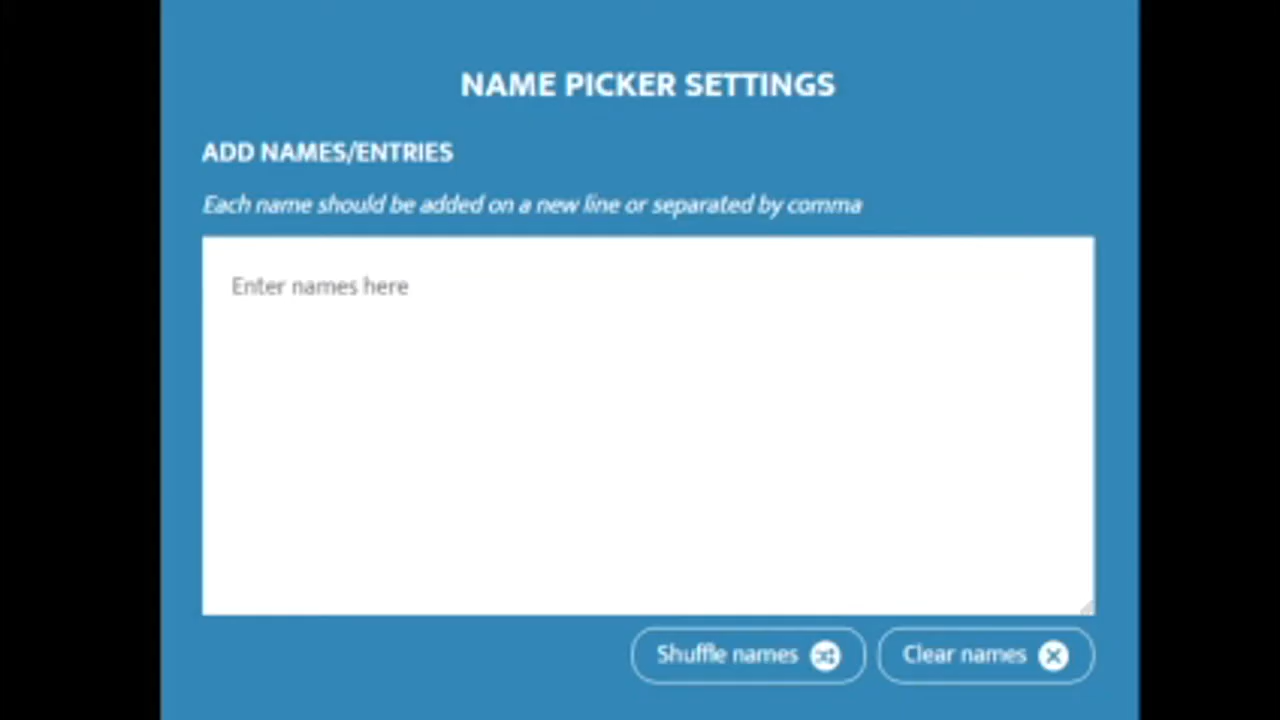 NAME PICKER SETTINGS
ADD NAMES/ENTRIES
Each name should be added on a new line or separated by comma
Enter names here
Shuffle names
Clear names